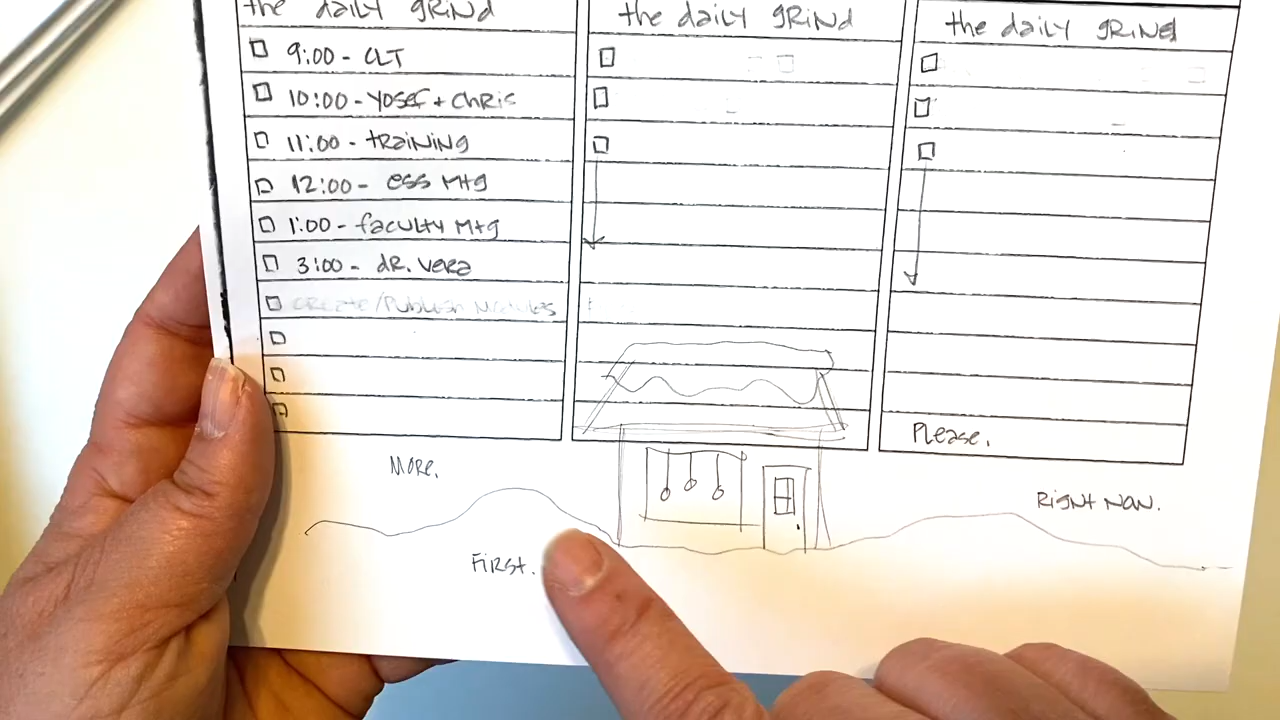 the daily grind
9:00 - CLT
10:00 - Yosef + Chris
11:00 - training
12:00 - ess mtg
1:00 - faculty mtg
3:00 - dr. vera
create/publish modules
the daily grind
the daily grind
Please.
More.
First.
Right now.